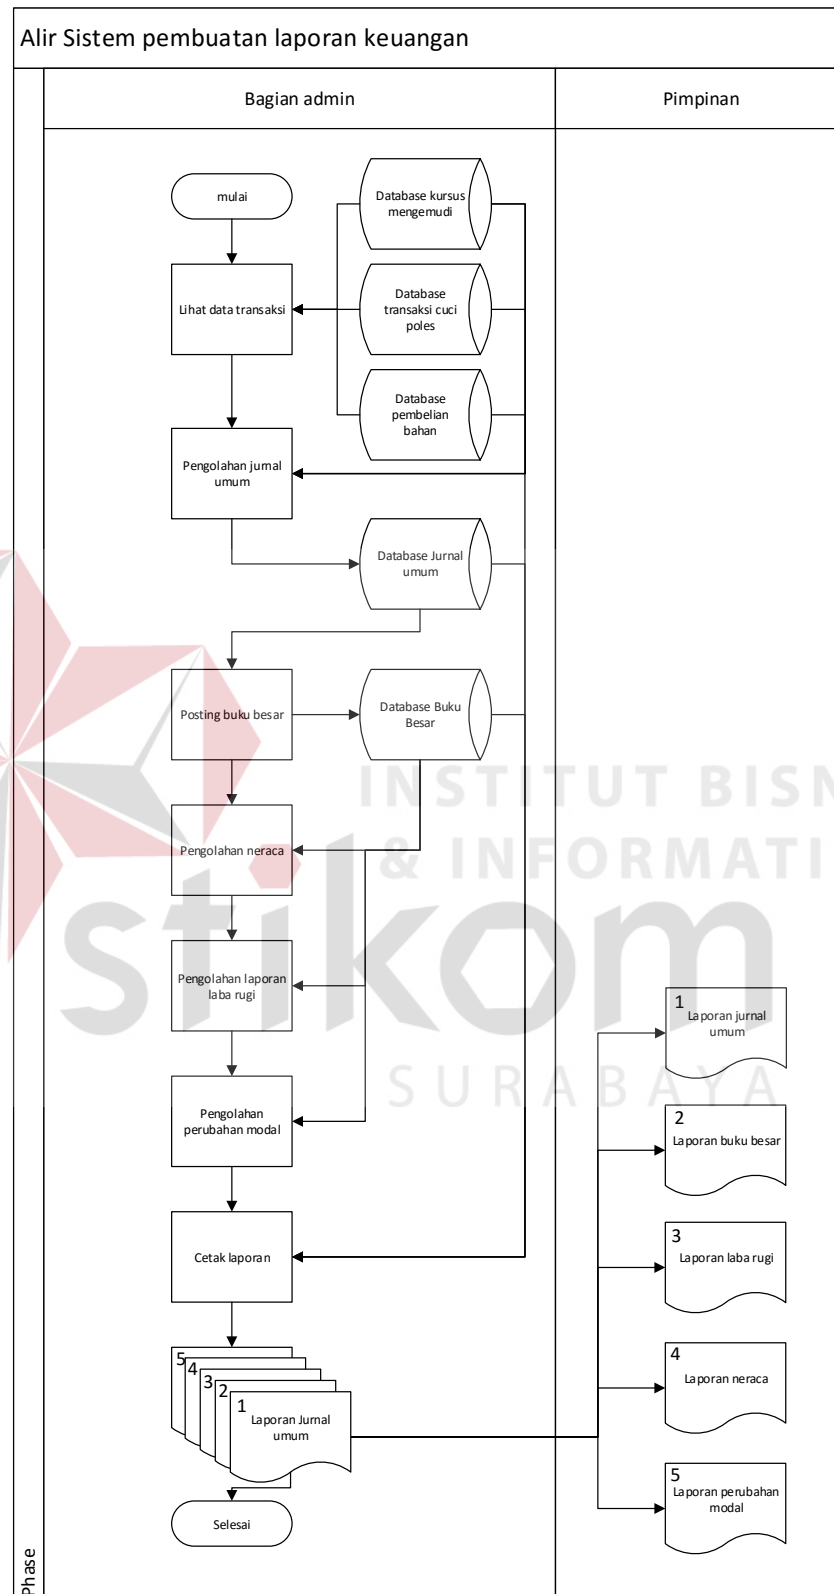 Alir Sistem pembuatan laporan keuangan
Bagian admin
Pimpinan
mulai
Database kursus
mengemudi
Lihat data transaksi
Database
transaksi cuci
poles
Database
pembelian
bahan
Pengolahan jurnal
umum
Database Jurnal
umum
Posting buku besar
Database Buku
Besar
INSTITUT BISN
Pengolahan neraca
& INFORMATI
stikom
Pengolahan laporan
laba rugi
SURABAYA
1
Laporan jurnal
umum
Pengolahan
perubahan modal
2
Laporan buku besar
Cetak laporan
3
Laporan laba rugi
5
4
3
2
1
Laporan Jurnal
umum
4
Laporan neraca
5
Laporan perubahan
modal
Selesai
Phase